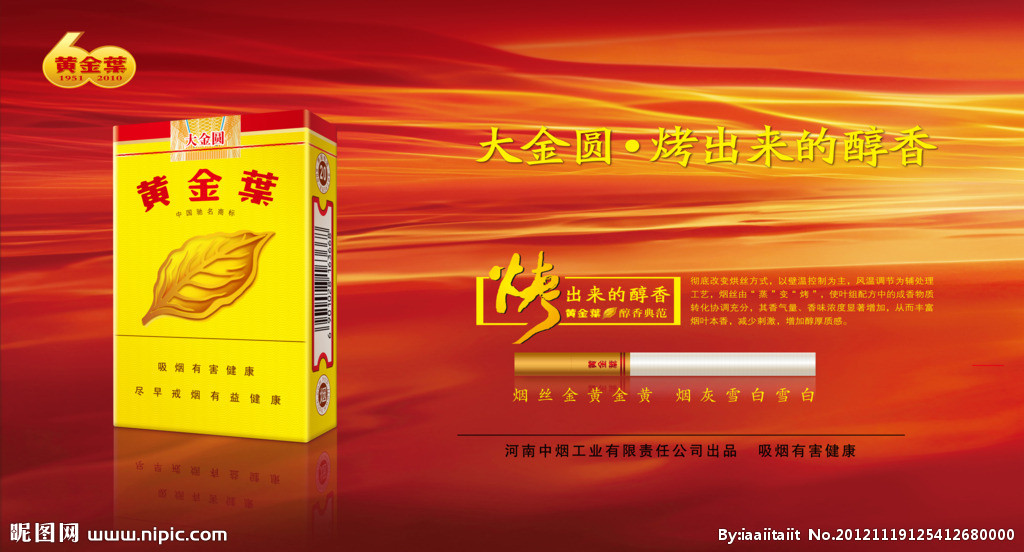 黄金葉
1951 2010
大金圆
黄金葉
中国驰名商标
吸烟有害健康
尽早戒烟有益健康
20
大金圆·烤出来的醇香
烤出来的醇香
黄金葉 醇香典范
彻底改变烘丝方式，以壁温控制为主，风温调节为辅处理
工艺，烟丝由“蒸”变“烤”，使叶组配方中的成香物质
转化协调充分，其香气量、香味浓度显著增加，从而丰富
烟叶本香，减少刺激，增加醇厚质感。
黄金葉
烟丝金黄金黄 烟灰雪白雪白
河南中烟工业有限责任公司出品 吸烟有害健康
昵图网 www.nipic.com
By:iaaiitaiit No.20121119125412680000